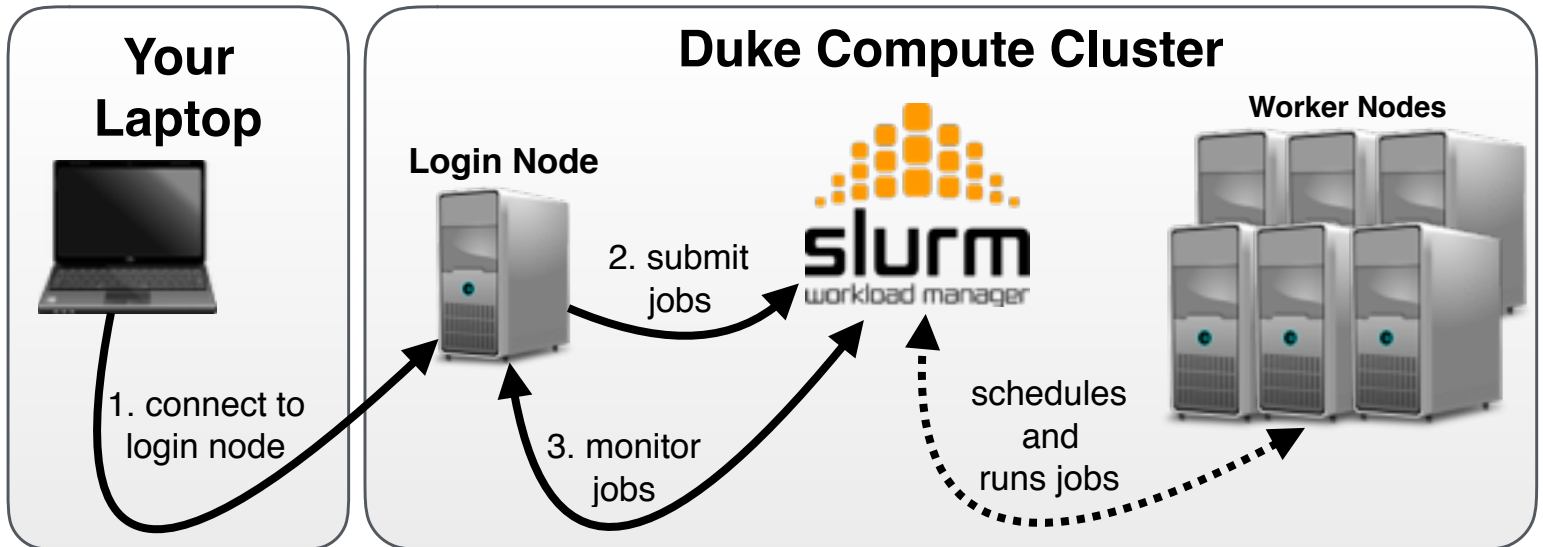 Your
Laptop
1. connect to
login node
Duke Compute Cluster
Login Node
2. submit
jobs
3. monitor
jobs
slurm
workload manager
schedules
and
runs jobs
Worker Nodes